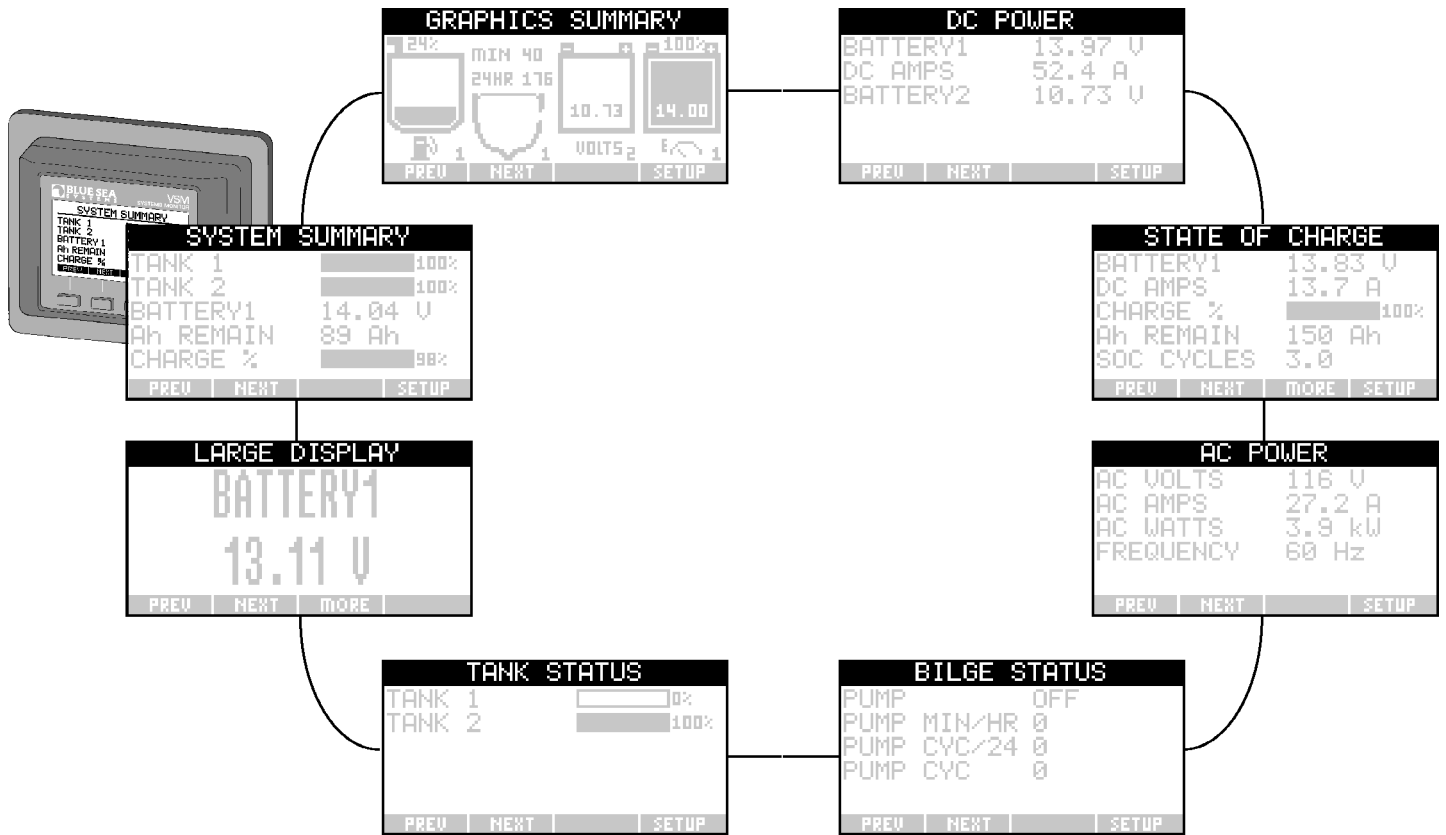 GRAPHICS SUMMARY
24%
MIN 40
24HR 176
100%
10.73
14.00
1
1
VOLTS 2
E
1
PREV NEXT SETUP
DC POWER
BATTERY1 13.97 V
DC AMPS 52.4 A
BATTERY2 10.73 V
PREV NEXT SETUP
BLUE SEA
SYSTEMS
VSM
SYSTEMS MONITOR
SYSTEM SUMMARY
TANK 1
TANK 2
BATTERY1
Ah REMAIN
CHARGE %
PREV NEXT
SYSTEM SUMMARY
TANK 1 100%
TANK 2 100%
BATTERY1 14.04 V
Ah REMAIN 89 Ah
CHARGE % 98%
PREV NEXT SETUP
STATE OF CHARGE
BATTERY1 13.83 V
DC AMPS 13.7 A
CHARGE % 100%
Ah REMAIN 150 Ah
SOC CYCLES 3.0
PREV NEXT MORE SETUP
LARGE DISPLAY
BATTERY1
13.11 V
PREV NEXT MORE
AC POWER
AC VOLTS 116 V
AC AMPS 27.2 A
AC WATTS 3.9 kW
FREQUENCY 60 Hz
PREV NEXT SETUP
TANK STATUS
TANK 1 0%
TANK 2 100%
PREV NEXT SETUP
BILGE STATUS
PUMP OFF
PUMP MIN/HR 0
PUMP CYC/24 0
PUMP CYC 0
PREV NEXT SETUP